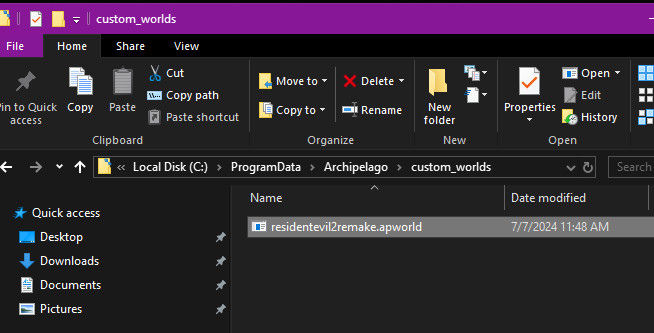 custom_worlds
File Home Share View
Pin to Quick access
Copy
Paste
Cut
Copy path
Paste shortcut
Clipboard
Move to
Copy to
Delete
Rename
Organize
New folder
New
Properties
Open
Edit
History
Open
« Local Disk (C:) > ProgramData > Archipelago > custom_worlds
Search
Name Date modified
residentevil2remake.apworld 7/7/2024 11:48 AM
Quick access
Desktop
Downloads
Documents
Pictures